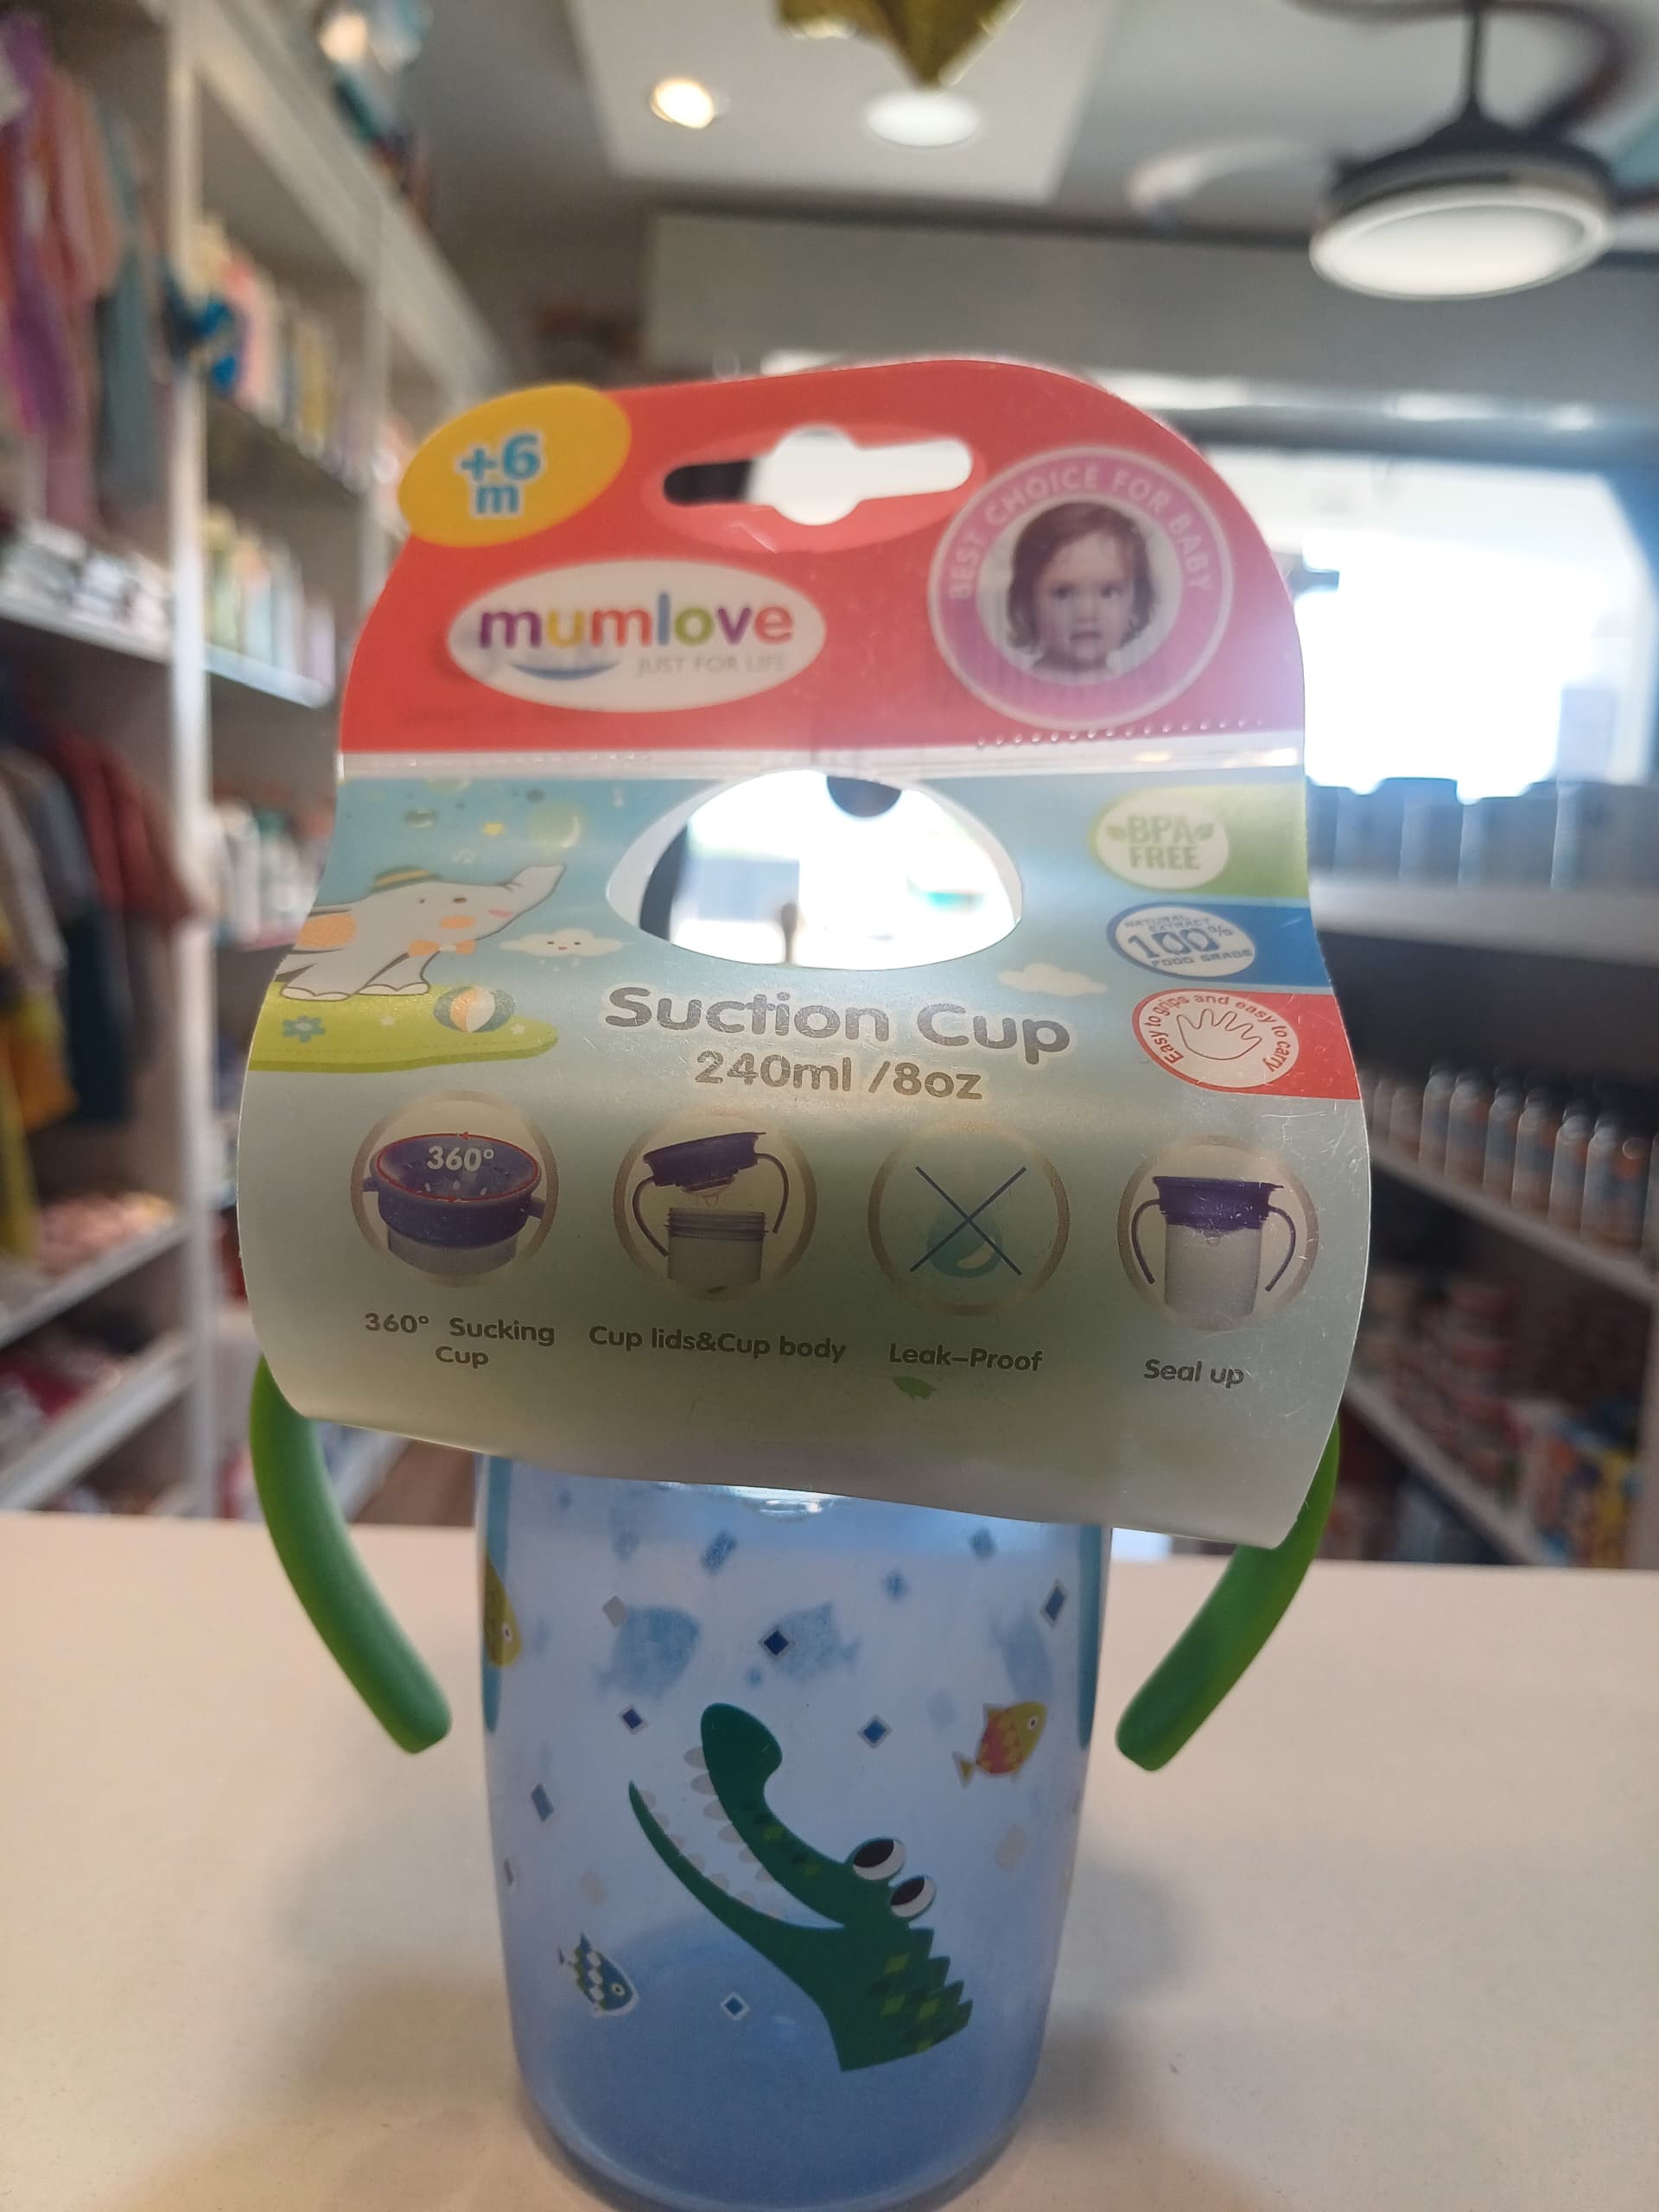 +6
m
BEST CHOICE FOR BABY
mumlove
JUST FOR LIFE
BPA
FREE
NATURAL
EXTRACT
100%
FOOD GRADE
Easy to grips and easy to carry
Suction Cup
240ml /8oz
360°
360° Sucking
Cup
Cup lids&Cup body
Leak-Proof
Seal up